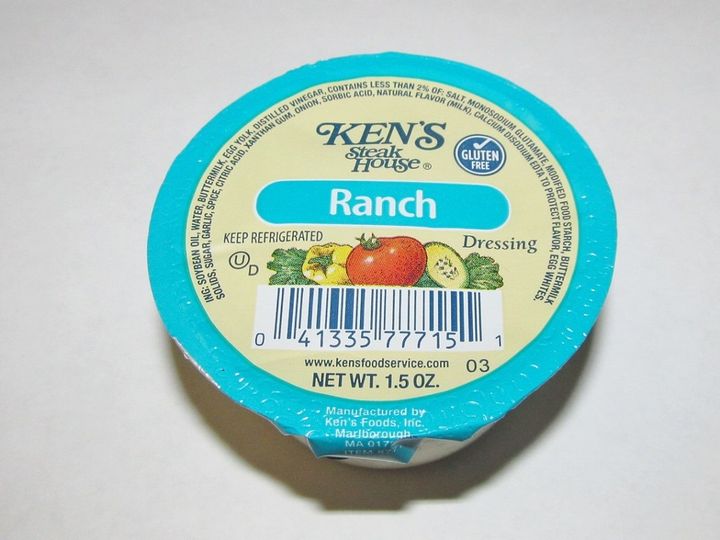 ING: SOYBEAN OIL, WATER, BUTTERMILK, EGG YOLK, DISTILLED VINEGAR, CONTAINS LESS THAN 2% OF: SALT, MONOSODIUM GLUTAMATE, MODIFIED FOOD STARCH, BUTTERMILK
SOLIDS, SUGAR, GARLIC, SPICE, CITRIC ACID, XANTHAN GUM, ONION, SORBIC ACID, NATURAL FLAVOR (MILK), CALCIUM DISODIUM EDTA TO PROTECT FLAVOR, EGG WHITES.
KEN'S
Steak
House®
GLUTEN
FREE
Ranch
KEEP REFRIGERATED
Dressing
U D
0 41335 77715 1
www.kensfoodservice.com 03
NET WT. 1.5 OZ.
Manufactured by
Ken's Foods, Inc.
Marlborough,
MA
ITEM